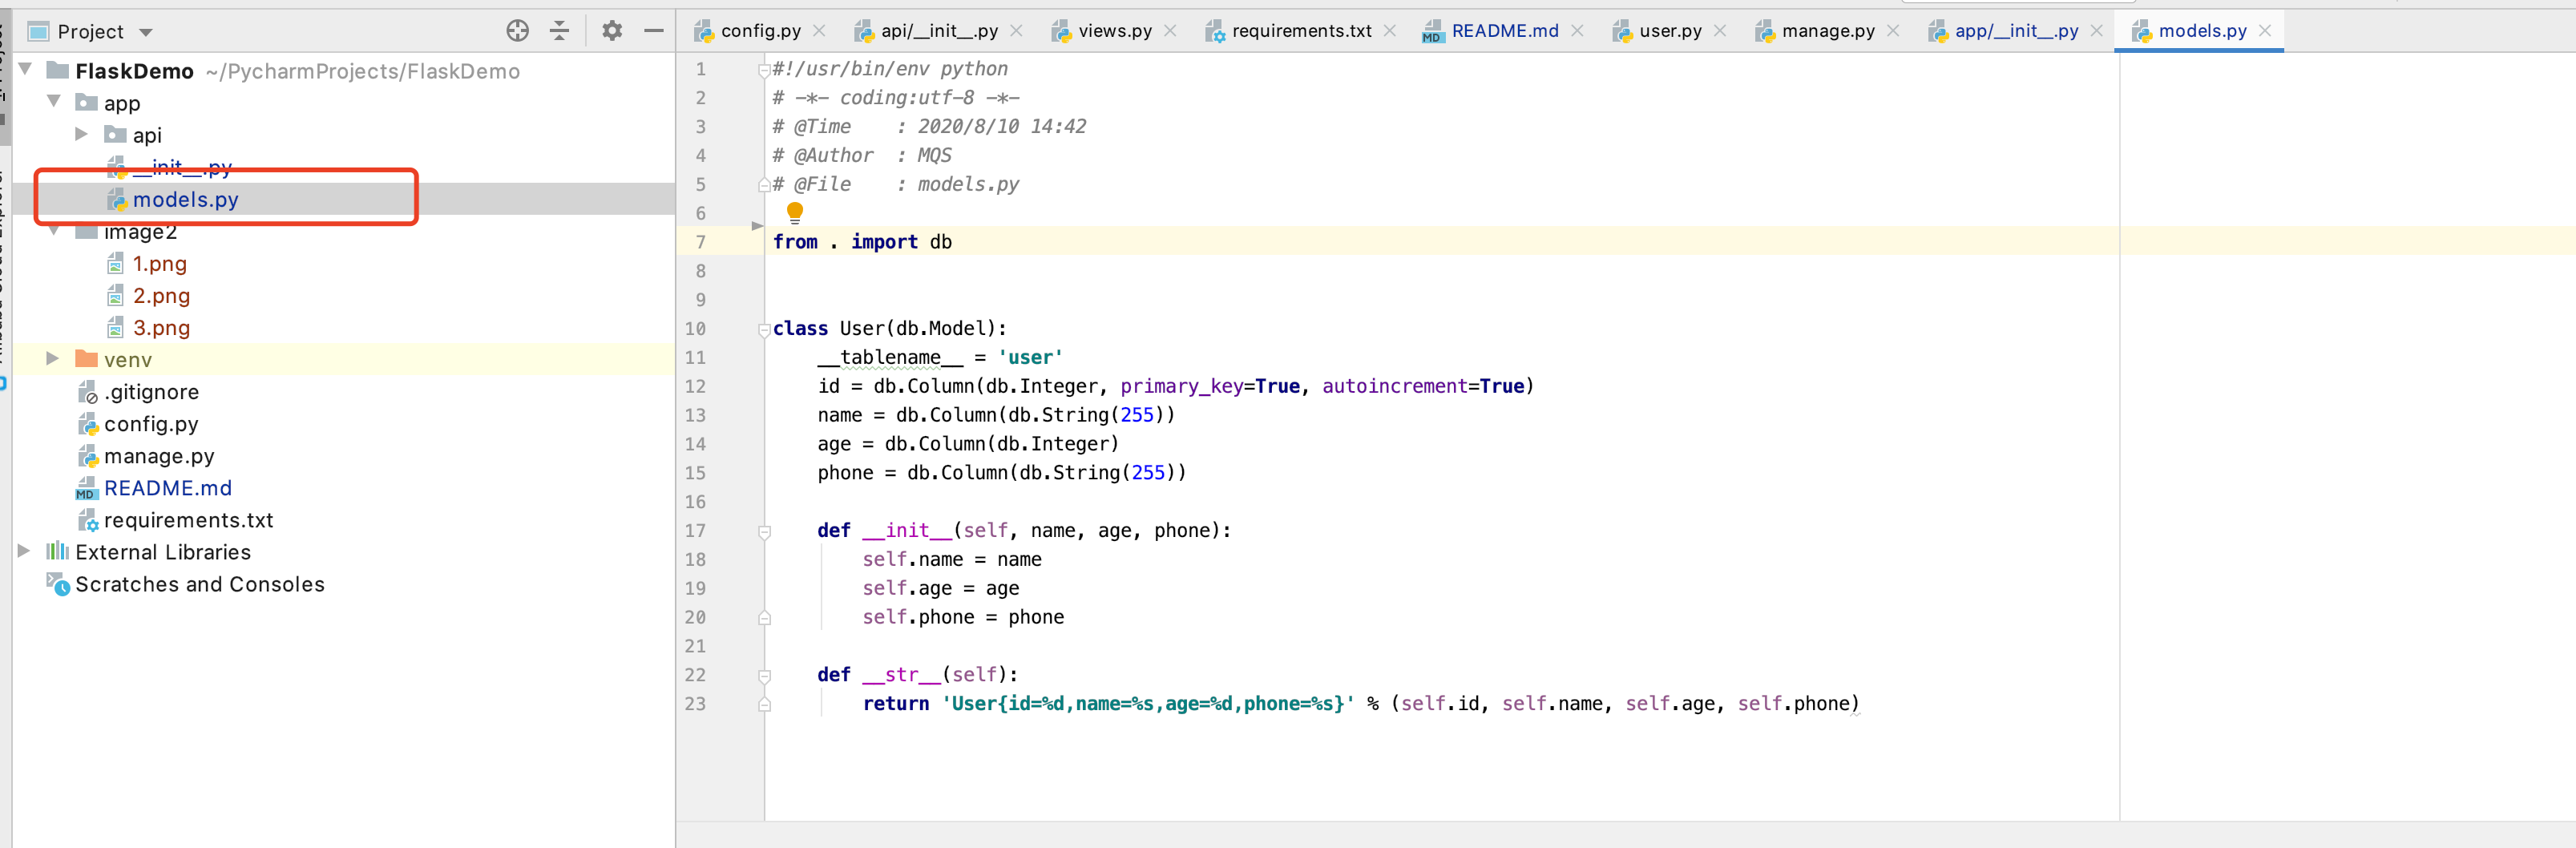 Project
FlaskDemo ~/PycharmProjects/FlaskDemo
app
api
__init__.py
models.py
image2
1.png
2.png
3.png
venv
.gitignore
config.py
manage.py
MD README.md
requirements.txt
External Libraries
Scratches and Consoles
config.py api/__init__.py views.py requirements.txt MD README.md user.py manage.py app/__init__.py models.py
1 #!/usr/bin/env python
2 # -*- coding:utf-8 -*-
3 # @Time    : 2020/8/10 14:42
4 # @Author  : MQS
5 # @File    : models.py
6
7 from . import db
8
9
10 class User(db.Model):
11     __tablename__ = 'user'
12     id = db.Column(db.Integer, primary_key=True, autoincrement=True)
13     name = db.Column(db.String(255))
14     age = db.Column(db.Integer)
15     phone = db.Column(db.String(255))
16
17     def __init__(self, name, age, phone):
18         self.name = name
19         self.age = age
20         self.phone = phone
21
22     def __str__(self):
23         return 'User{id=%d,name=%s,age=%d,phone=%s}' % (self.id, self.name, self.age, self.phone)